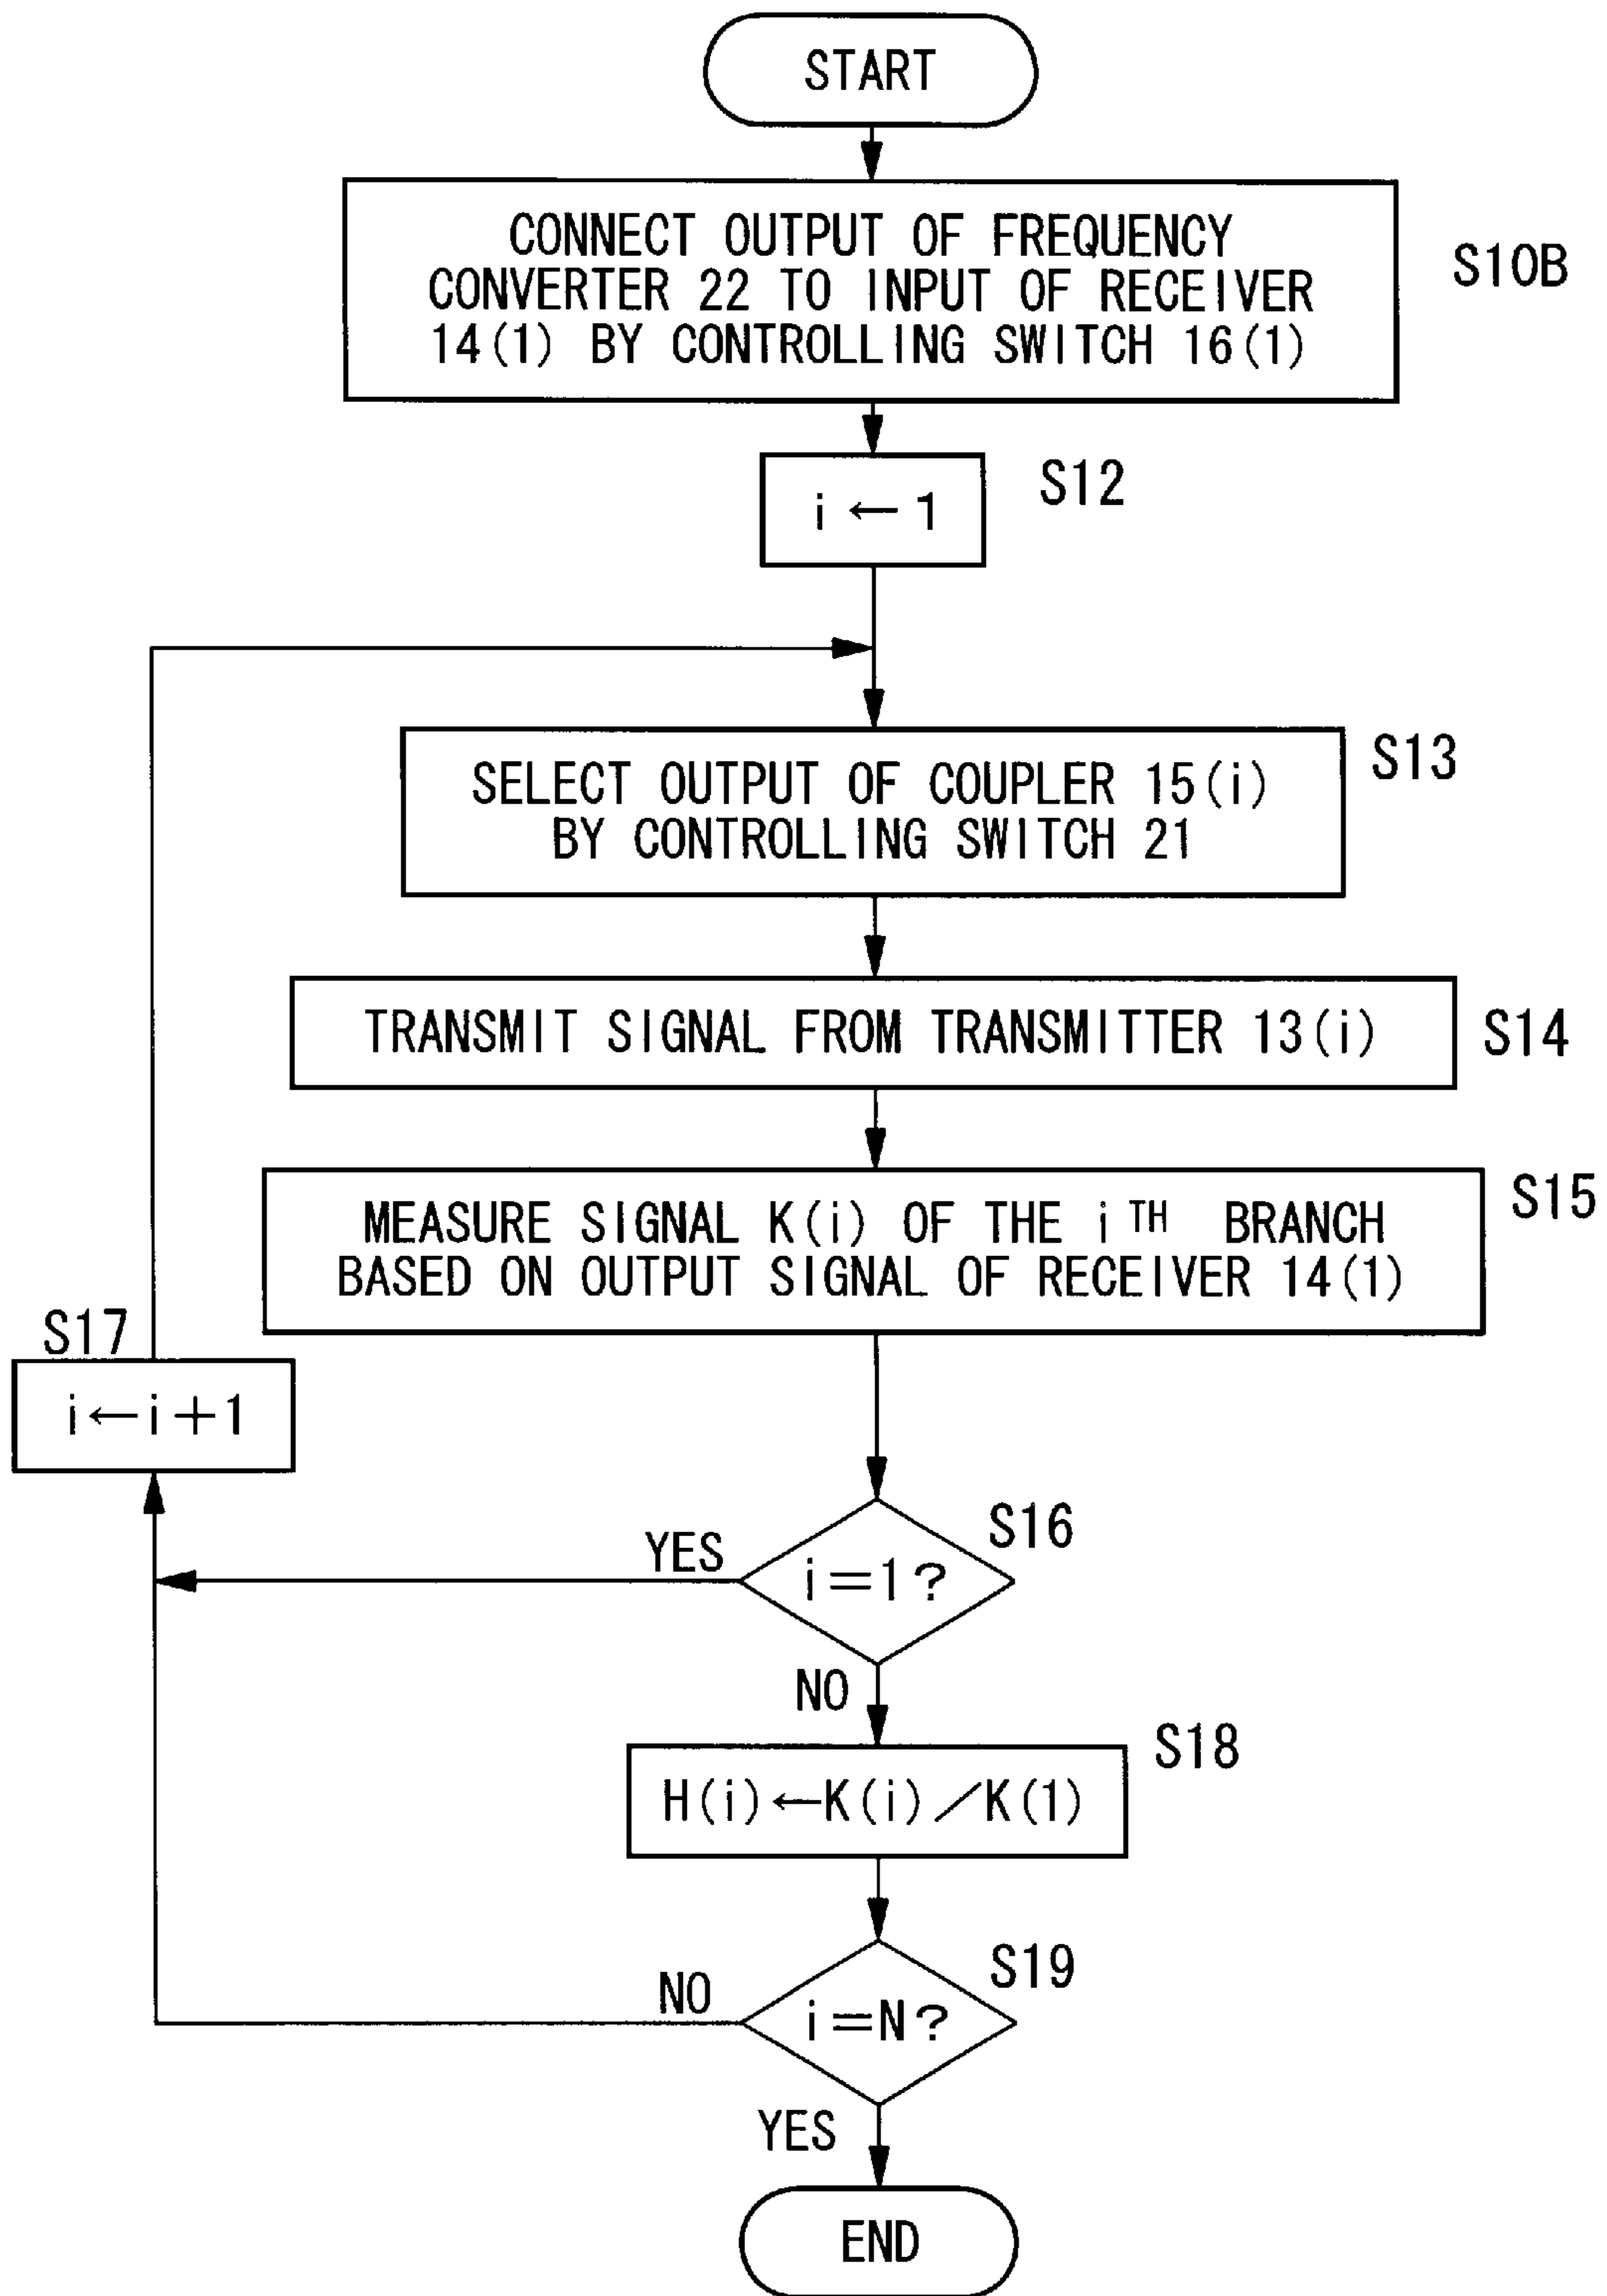 START
CONNECT OUTPUT OF FREQUENCY
CONVERTER 22 TO INPUT OF RECEIVER
14(1) BY CONTROLLING SWITCH 16(1)
S10B
S12
i ← 1
S13
SELECT OUTPUT OF COUPLER 15(i)
BY CONTROLLING SWITCH 21
TRANSMIT SIGNAL FROM TRANSMITTER 13(i)
S14
S15
MEASURE SIGNAL K(i) OF THE i TH BRANCH
BASED ON OUTPUT SIGNAL OF RECEIVER 14(1)
S17
i←i+1
S16
YES
i=1?
NO
S18
H(i)←K(i)/K(1)
S19
NO
i=N?
YES
END